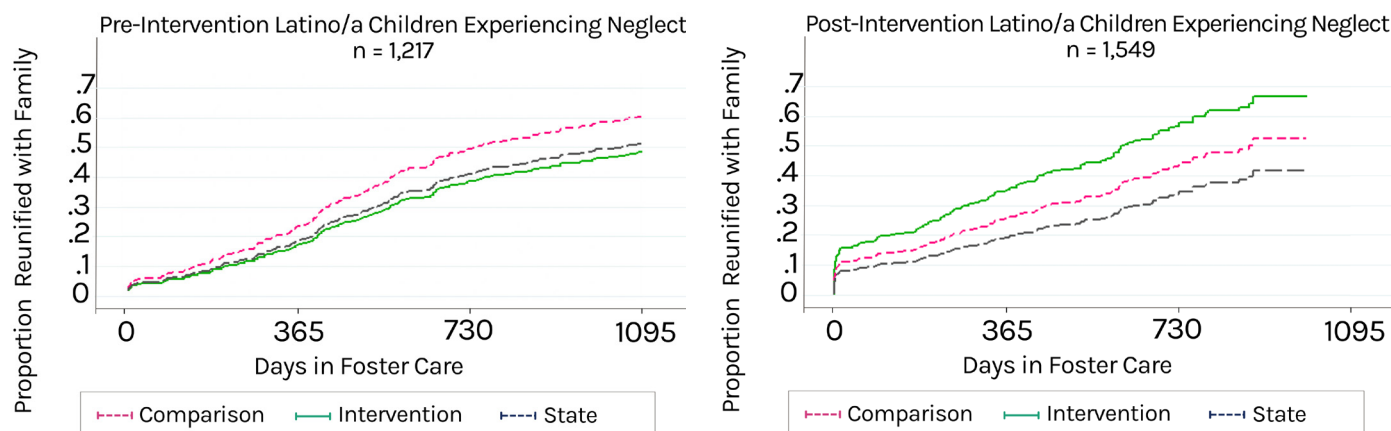 Pre-Intervention Latino/a Children Experiencing Neglect
n = 1,217
Proportion Reunified with Family
.7
.6
.5
.4
.3
.2
.1
0
0 365 730 1095
Days in Foster Care
Comparison Intervention State
Post-Intervention Latino/a Children Experiencing Neglect
n = 1,549
Proportion Reunified with Family
.7
.6
.5
.4
.3
.2
.1
0
0 365 730 1095
Days in Foster Care
Comparison Intervention State